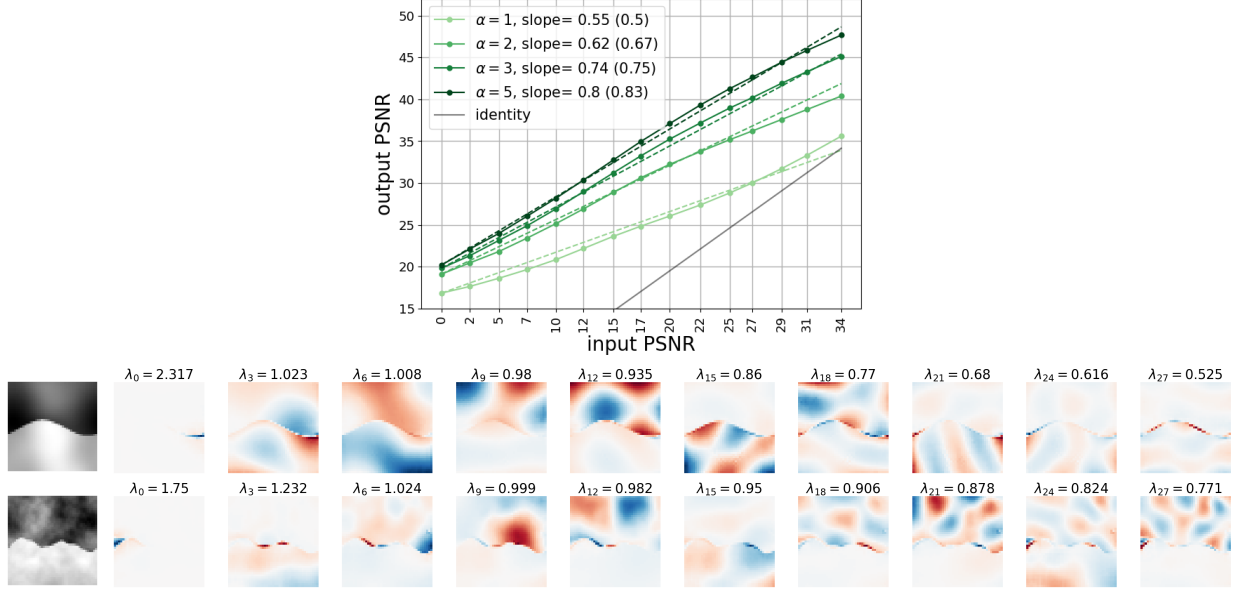 50
45
40
35
30
25
20
15
output PSNR
α = 1, slope= 0.55 (0.5)
α = 2, slope= 0.62 (0.67)
α = 3, slope= 0.74 (0.75)
α = 5, slope= 0.8 (0.83)
identity
0 2 5 7 10 12 15 17 20 22 25 27 29 31 34
input PSNR
λ₀ = 2.317 λ₃ = 1.023 λ₆ = 1.008 λ₉ = 0.98 λ₁₂ = 0.935 λ₁₅ = 0.86 λ₁₈ = 0.77 λ₂₁ = 0.68 λ₂₄ = 0.616 λ₂₇ = 0.525
λ₀ = 1.75 λ₃ = 1.232 λ₆ = 1.024 λ₉ = 0.999 λ₁₂ = 0.982 λ₁₅ = 0.95 λ₁₈ = 0.906 λ₂₁ = 0.878 λ₂₄ = 0.824 λ₂₇ = 0.771